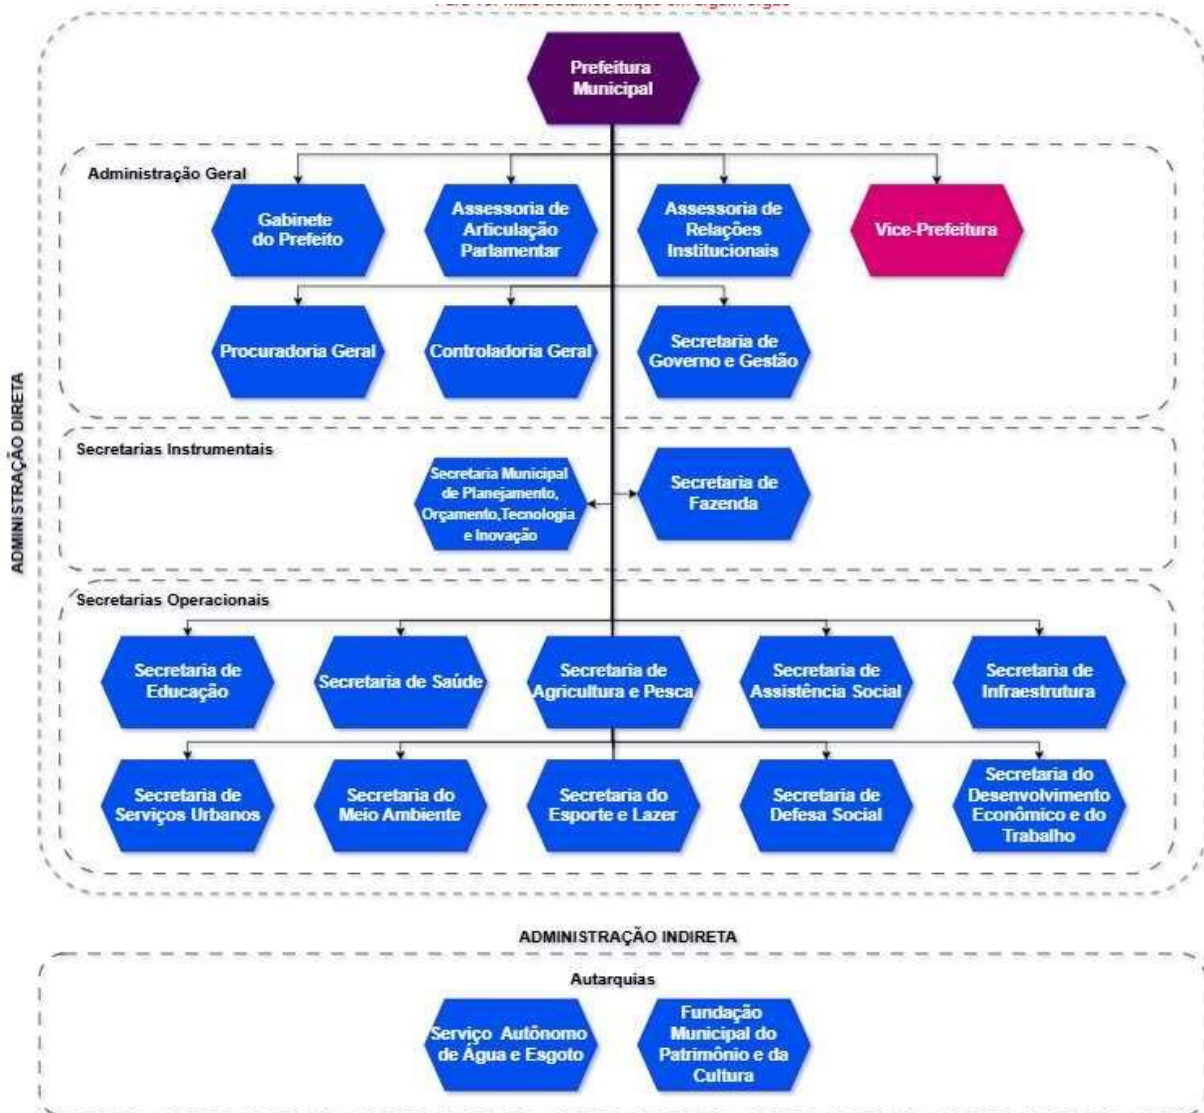 Prefeitura
Municipal
Administração Geral
Gabinete
do Prefeito
Assessoria de
Articulação
Partamentar
Assessoria de
Relações
Institucionais
Vice-Prefeitura
Procuradoria Geral
Controladoria Geral
Secretaria de
Governo e Gestão
ADMINISTRAÇÃO DIRETA
Secretarias Instrumentais
Secretaria Municipal
de Planejamento,
Orçamento,Tecnologia
e Inovação
Secretaria de
Fazenda
Secretarias Operacionais
Secretaria de
Educação
Secretaria de Saúde
Secretaria de
Agricultura e Pesca
Secretaria de
Assistência Social
Secretaria de
Infraestrutura
Secretaria de
Serviços Urbanos
Secretaria do
Meio Ambiente
Secretaria do
Esporte e Lazer
Secretaria de
Defesa Social
Secretaria do
Desenvolvimento
Econômico e do
Trabalho
ADMINISTRAÇÃO INDIRETA
Autarquias
Serviço Autônomo
de Água e Esgoto
Fundação
Municipal do
Patrimônio e da
Cultura